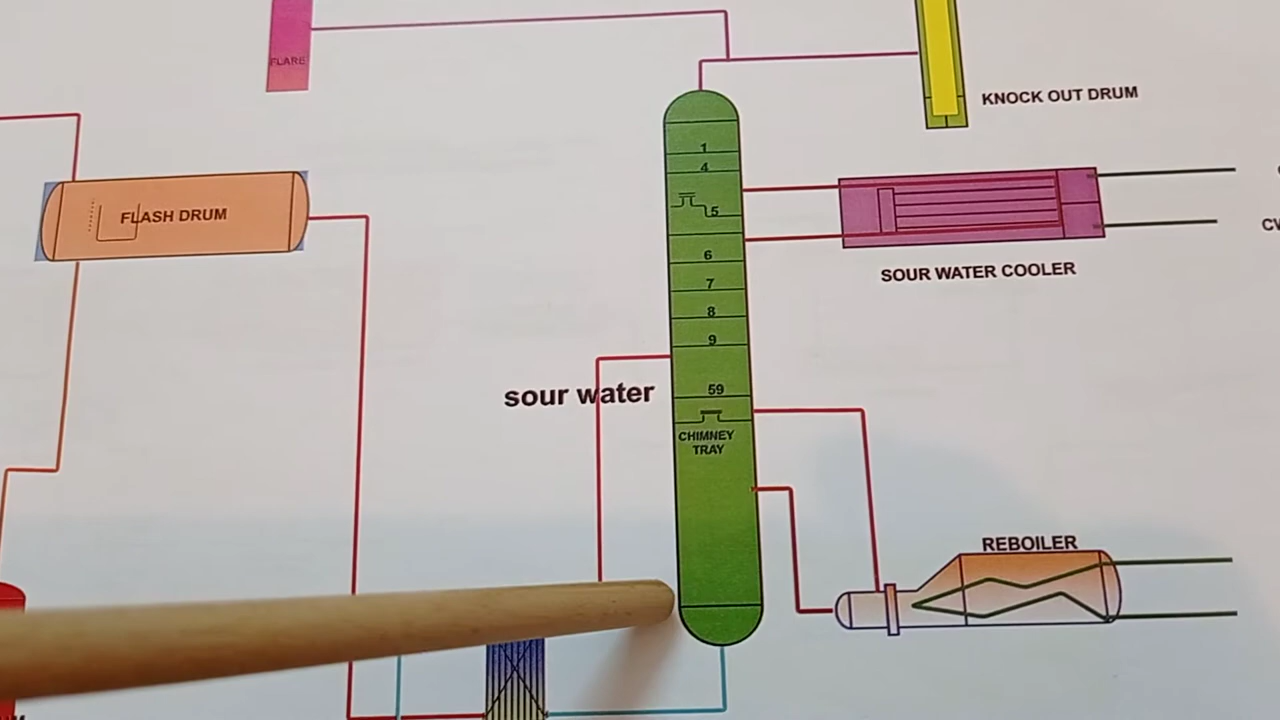 FLARE
KNOCK OUT DRUM
1
4
5
FLASH DRUM
6
SOUR WATER COOLER
7
8
9
sour water
59
CHIMNEY
TRAY
REBOILER